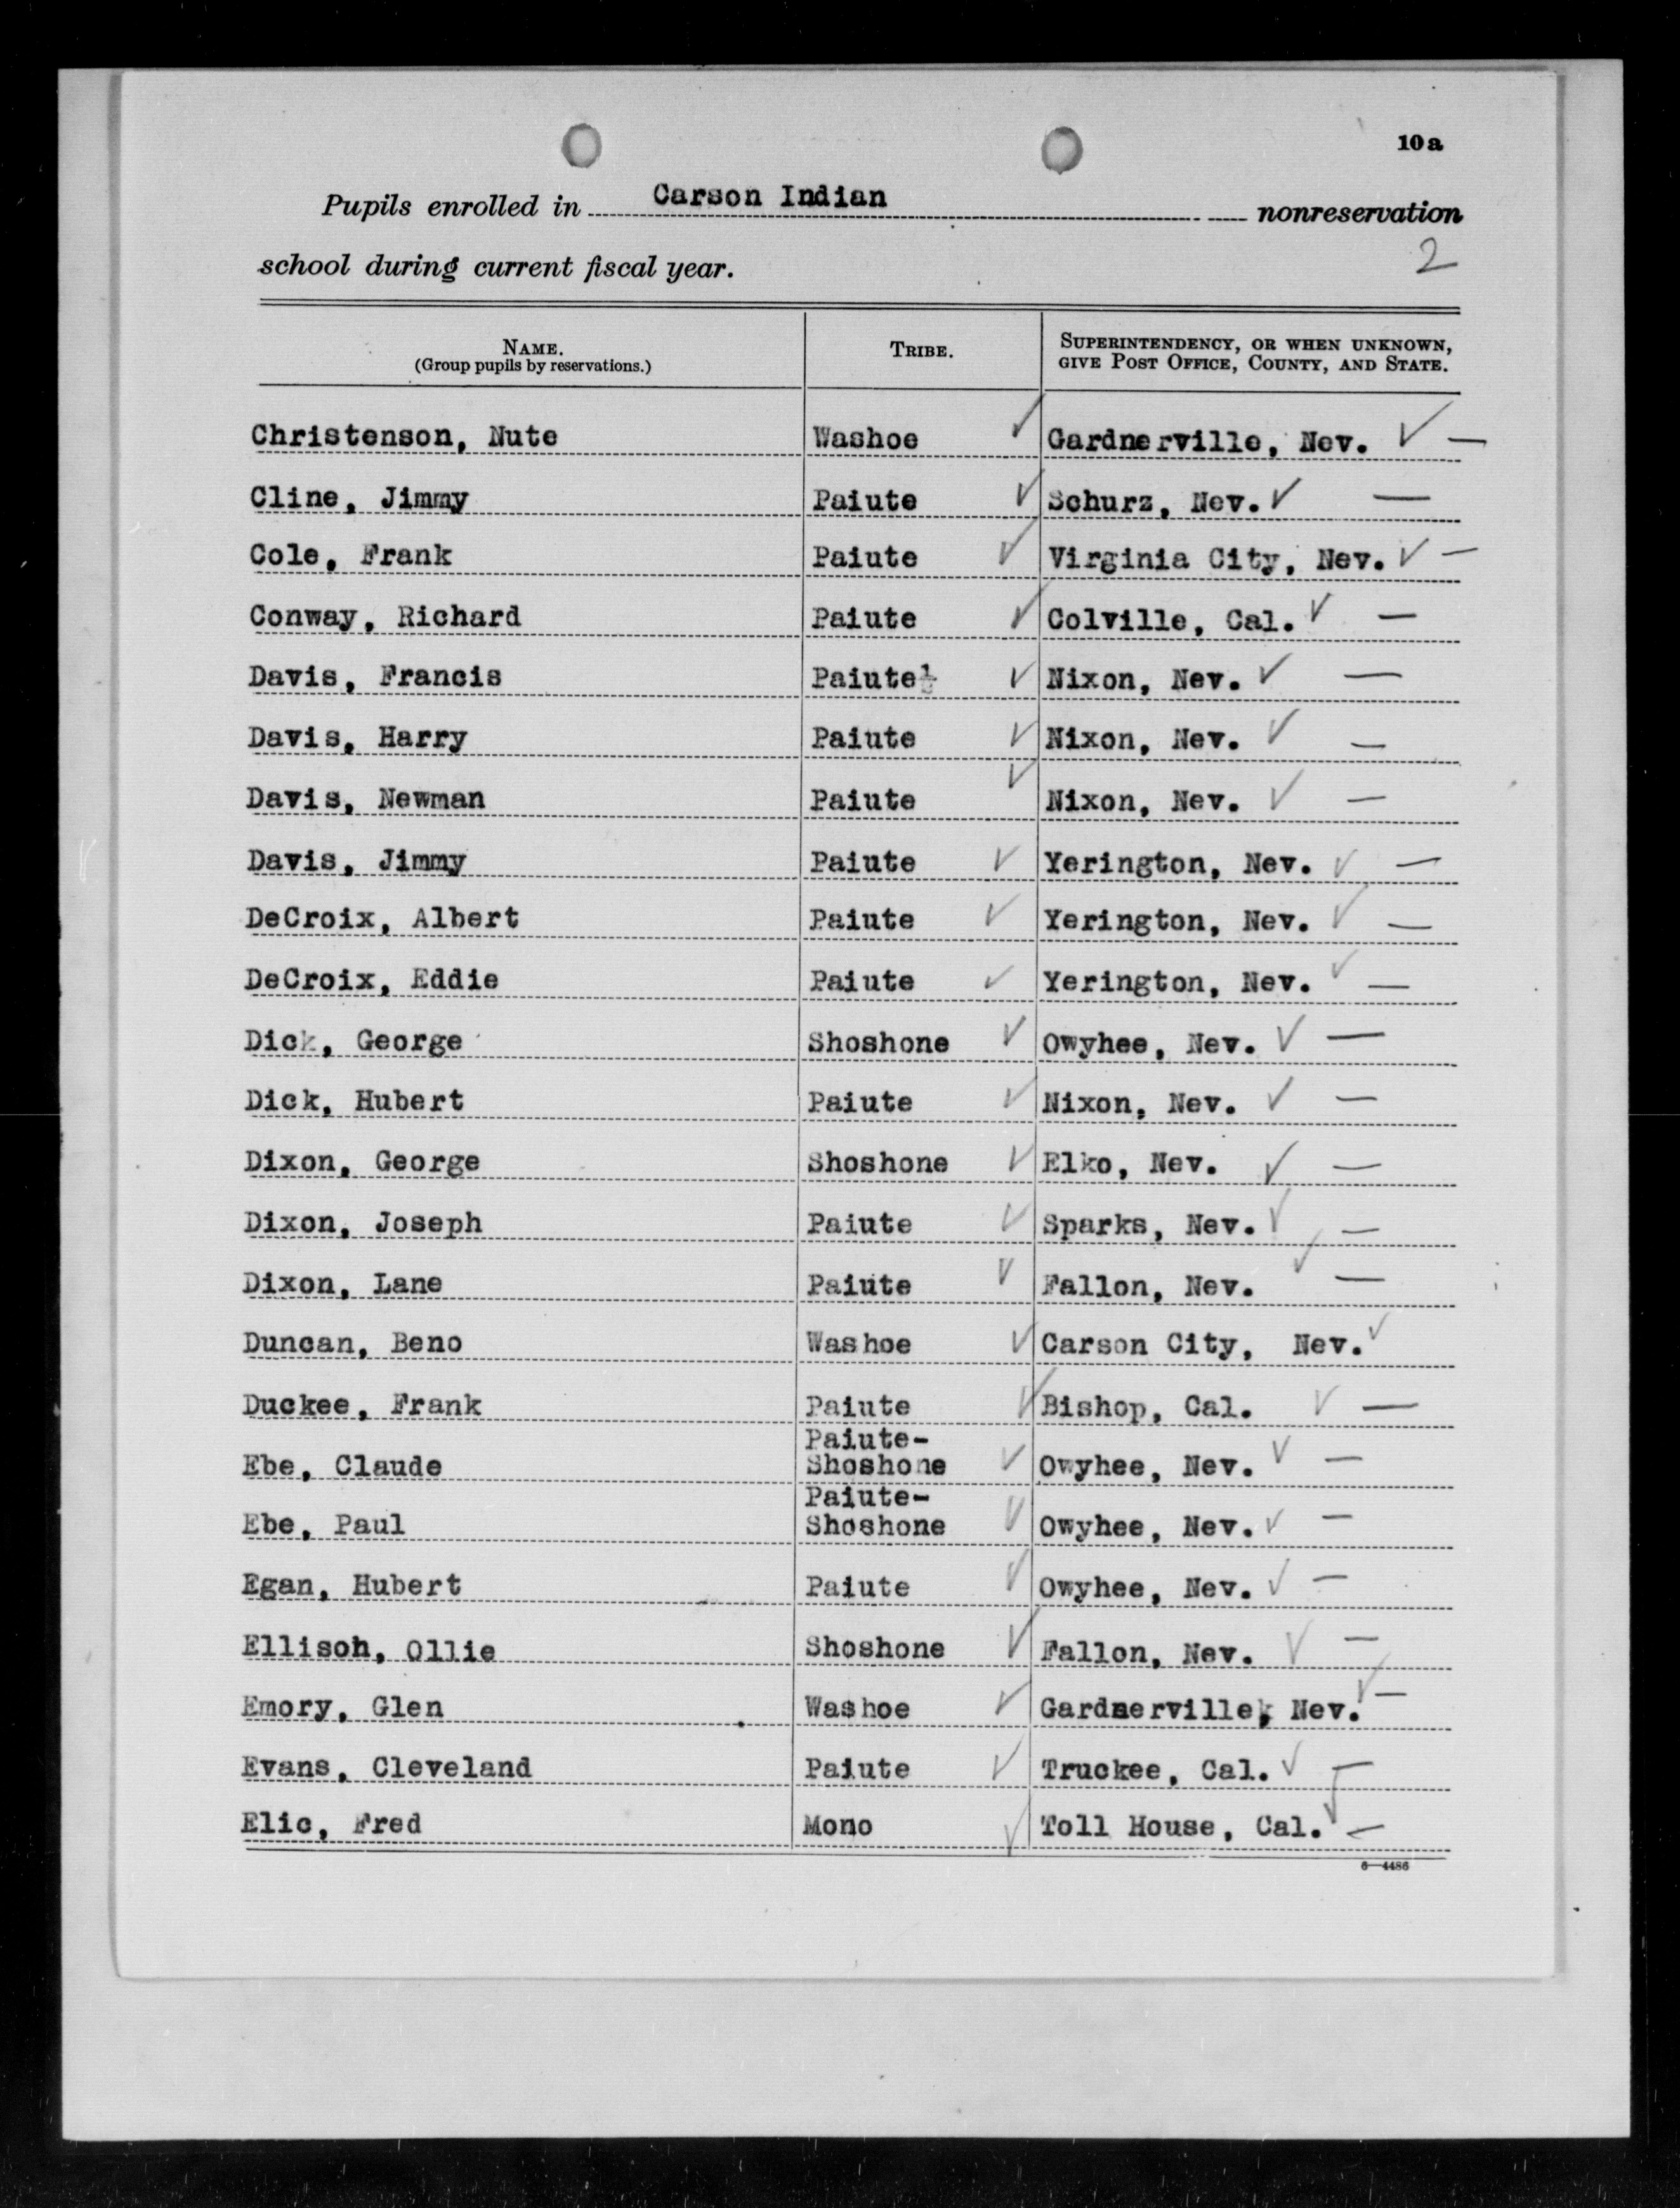 10a
Pupils enrolled in Carson Indian nonreservation
2
school during current fiscal year.
NAME.
(Group pupils by reservations.)
TRIBE.
SUPERINTENDENCY, OR WHEN UNKNOWN,
GIVE POST OFFICE, COUNTY, AND STATE.
Christenson, Nute Washoe ✓ Gardnerville, Nev. ✓ —
Cline, Jimmy Paiute ✓ Schurz, Nev. ✓ —
Cole, Frank Paiute ✓ Virginia City, Nev. ✓ —
Conway, Richard Paiute ✓ Colville, Cal. ✓ —
Davis, Francis Paiute½ ✓ Nixon, Nev. ✓ —
Davis, Harry Paiute ✓ Nixon, Nev. ✓ —
Davis, Newman Paiute ✓ Nixon, Nev. ✓ —
Davis, Jimmy Paiute ✓ Yerington, Nev. ✓ —
DeCroix, Albert Paiute ✓ Yerington, Nev. ✓ —
DeCroix, Eddie Paiute ✓ Yerington, Nev. ✓ —
Dick, George Shoshone ✓ Owyhee, Nev. ✓ —
Dick, Hubert Paiute ✓ Nixon, Nev. ✓ —
Dixon, George Shoshone ✓ Elko, Nev. ✓ —
Dixon, Joseph Paiute ✓ Sparks, Nev. ✓ —
Dixon, Lane Paiute ✓ Fallon, Nev. ✓ —
Duncan, Beno Washoe ✓ Carson City, Nev. ✓
Duckee, Frank Paiute ✓ Bishop, Cal. ✓ —
Paiute-
Ebe, Claude Shoshone ✓ Owyhee, Nev. ✓ —
Paiute-
Ebe, Paul Shoshone ✓ Owyhee, Nev. ✓ —
Egan, Hubert Paiute ✓ Owyhee, Nev. ✓ —
Ellison, Ollie Shoshone ✓ Fallon, Nev. ✓ —
Emory, Glen Washoe ✓ Gardnerville, Nev. ✓ —
Evans, Cleveland Paiute ✓ Truckee, Cal. ✓ —
Elic, Fred Mono ✓ Toll House, Cal. ✓ —
6—4486